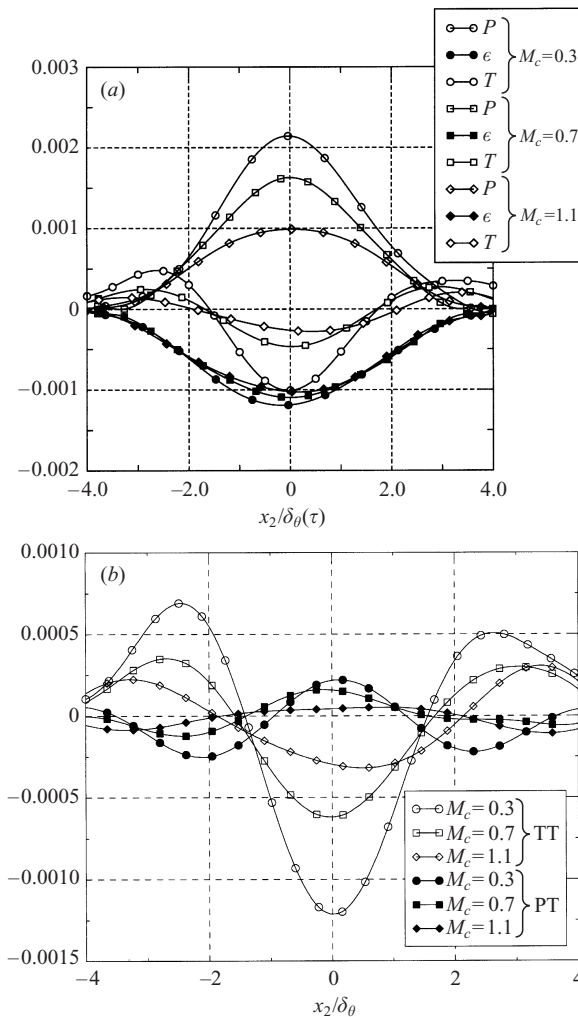 P
ϵ
T
M_c=0.3
P
ϵ
T
M_c=0.7
P
ϵ
T
M_c=1.1
(a)
0.003
0.002
0.001
0
−0.001
−0.002
−4.0 −2.0 0 2.0 4.0
x_2/δ_θ(τ)
(b)
0.0010
0.0005
0
−0.0005
−0.0010
−0.0015
M_c=0.3
M_c=0.7
M_c=1.1
TT
M_c=0.3
M_c=0.7
M_c=1.1
PT
−4 −2 0 2 4
x_2/δ_θ